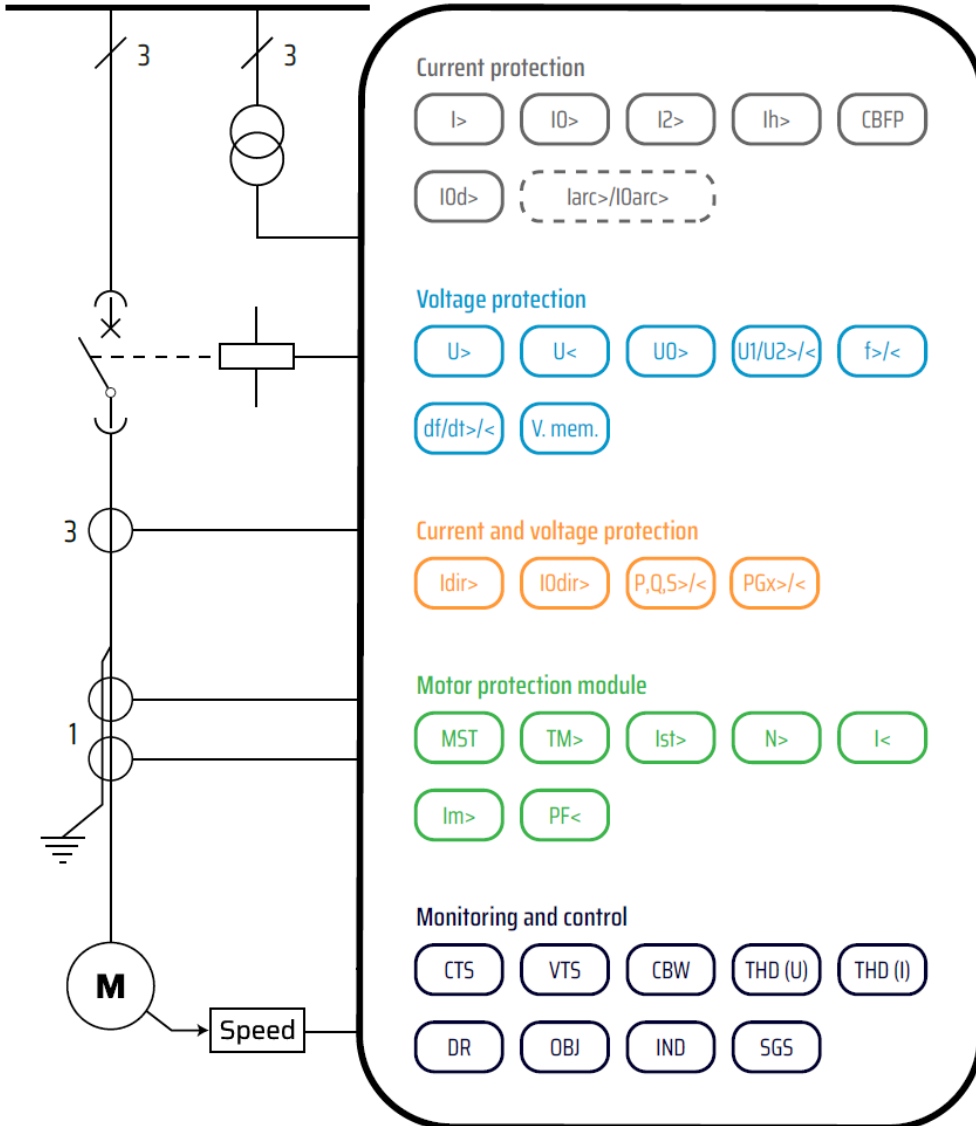 3
3
3
1
M
Speed
Current protection
I> I0> I2> Ih> CBFP
I0d> Iarc>/I0arc>
Voltage protection
U> U< U0> U1/U2>/< f>/<
df/dt>/< V. mem.
Current and voltage protection
Idir> I0dir> P,Q,S>/< PGx>/<
Motor protection module
MST TM> Ist> N> I<
Im> PF<
Monitoring and control
CTS VTS CBW THD (U) THD (I)
DR OBJ IND SGS